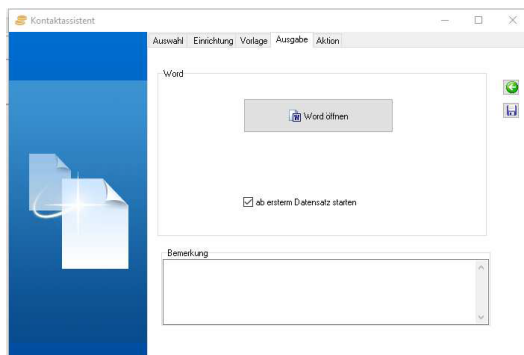 Kontaktassistent
Auswahl Einrichtung Vorlage Ausgabe Aktion
Word
Word öffnen
ab ersterm Datensatz starten
Bemerkung